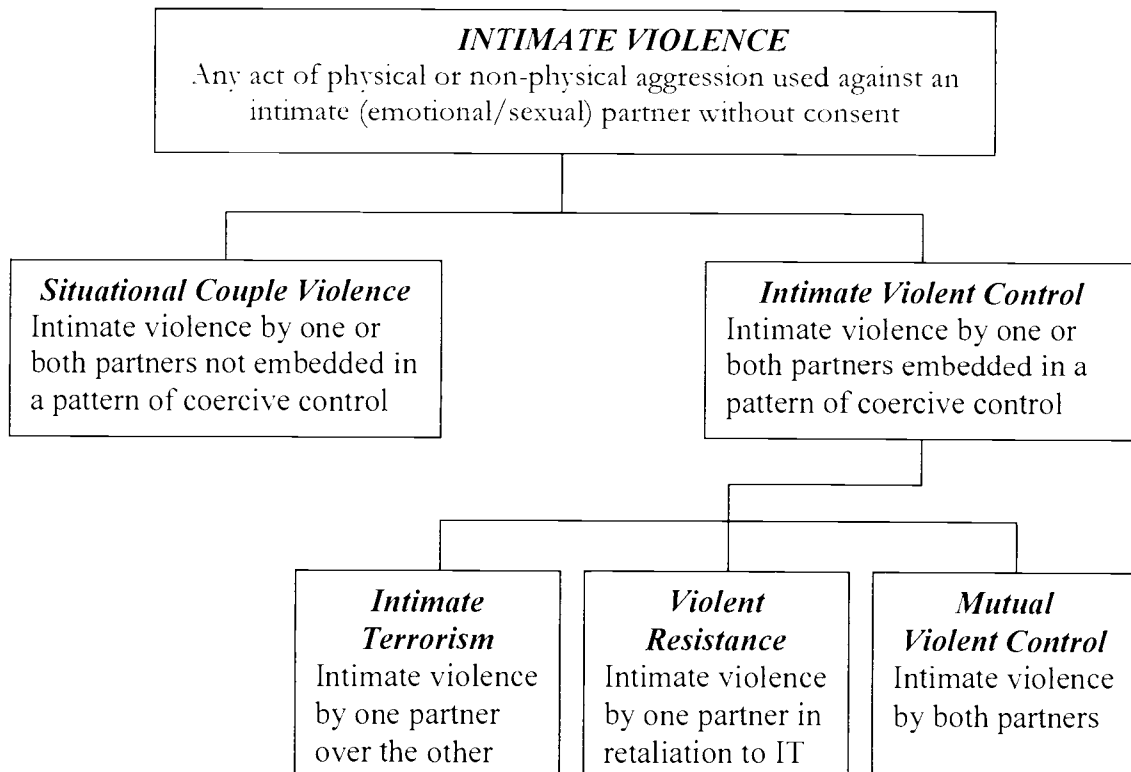 INTIMATE VIOLENCE
Any act of physical or non-physical aggression used against an
intimate (emotional/sexual) partner without consent
Situational Couple Violence
Intimate violence by one or
both partners not embedded in
a pattern of coercive control
Intimate Violent Control
Intimate violence by one or
both partners embedded in a
pattern of coercive control
Intimate
Terrorism
Intimate violence
by one partner
over the other
Violent
Resistance
Intimate violence
by one partner in
retaliation to IT
Mutual
Violent Control
Intimate violence
by both partners